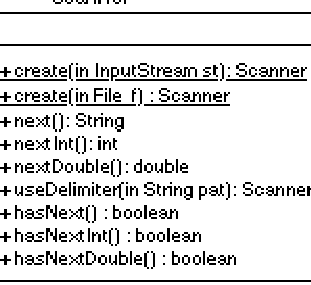 Scanner
+create(in InputStream st): Scanner
+create(in File f) : Scanner
+next(): String
+nextInt(): int
+nextDouble(): double
+useDelimiter(in String pat): Scanner
+hasNext() : boolean
+hasNextInt() : boolean
+hasNextDouble() : boolean